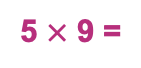 5 × 9 =